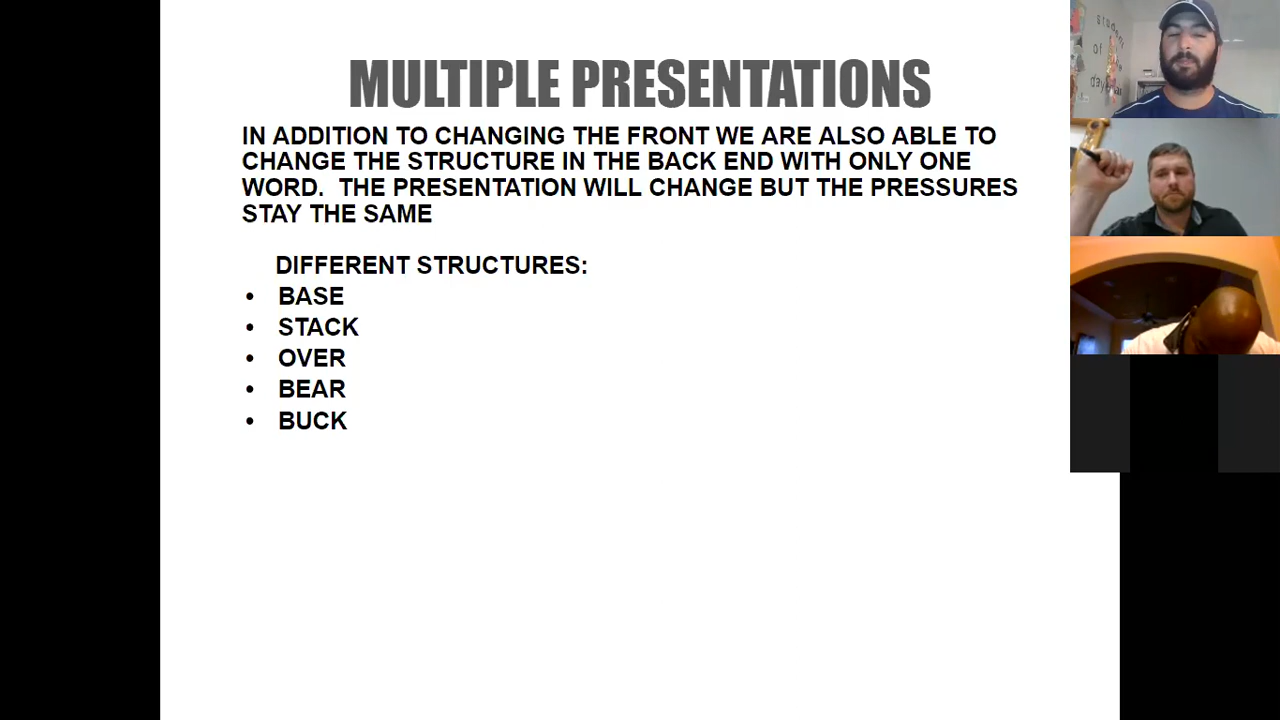 MULTIPLE PRESENTATIONS
IN ADDITION TO CHANGING THE FRONT WE ARE ALSO ABLE TO
CHANGE THE STRUCTURE IN THE BACK END WITH ONLY ONE
WORD.  THE PRESENTATION WILL CHANGE BUT THE PRESSURES
STAY THE SAME
DIFFERENT STRUCTURES:
• BASE
• STACK
• OVER
• BEAR
• BUCK